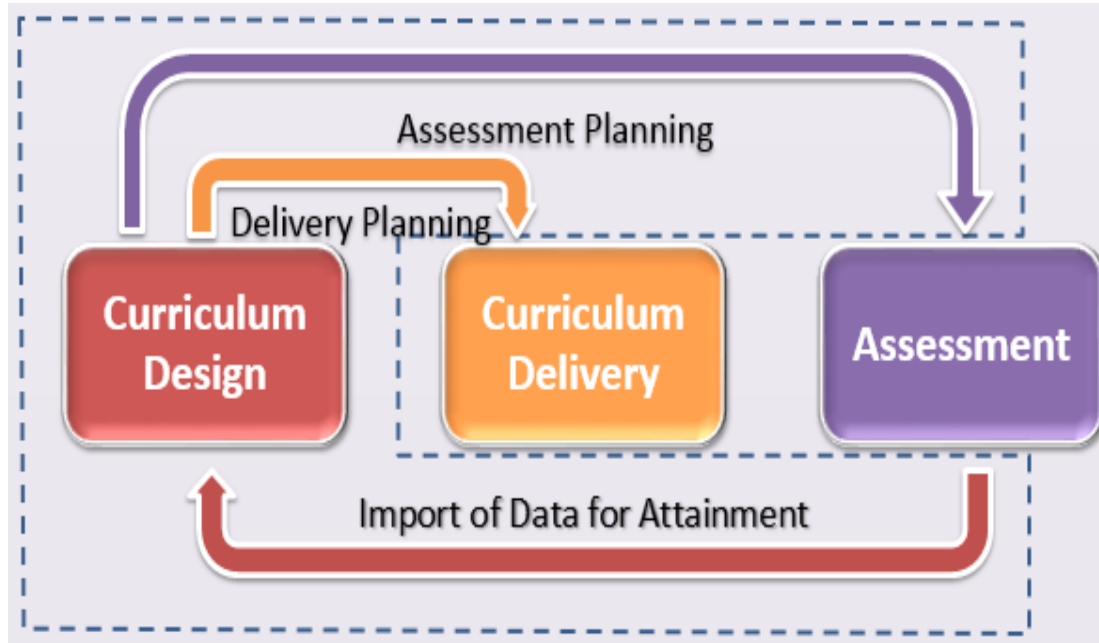 Assessment Planning
Delivery Planning
Curriculum
Design
Curriculum
Delivery
Assessment
Import of Data for Attainment